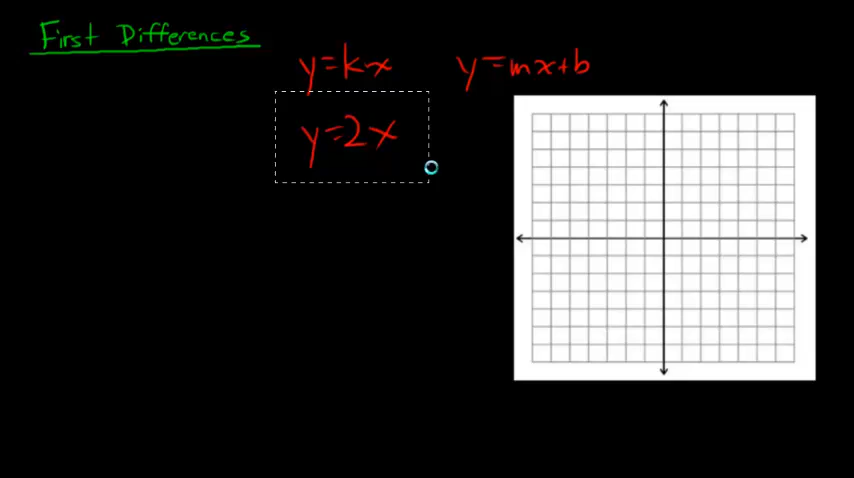 First Differences
y=kx y=mx+b
y=2x